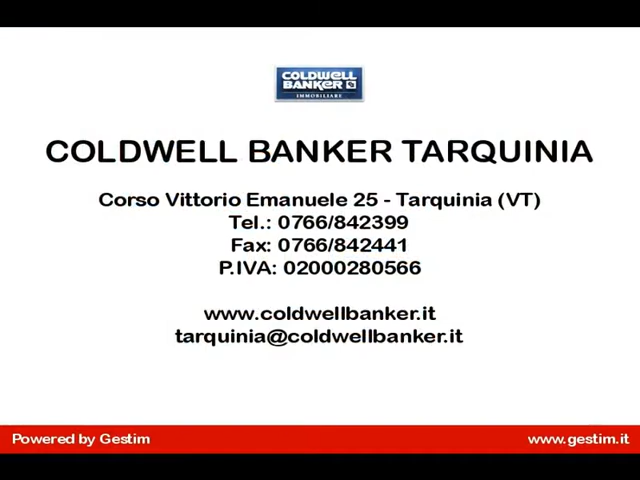 COLDWELL
BANKER CB
IMMOBILIARE
COLDWELL BANKER TARQUINIA
Corso Vittorio Emanuele 25 - Tarquinia (VT)
Tel.: 0766/842399
Fax: 0766/842441
P.IVA: 02000280566
www.coldwellbanker.it
tarquinia@coldwellbanker.it
Powered by Gestim
www.gestim.it